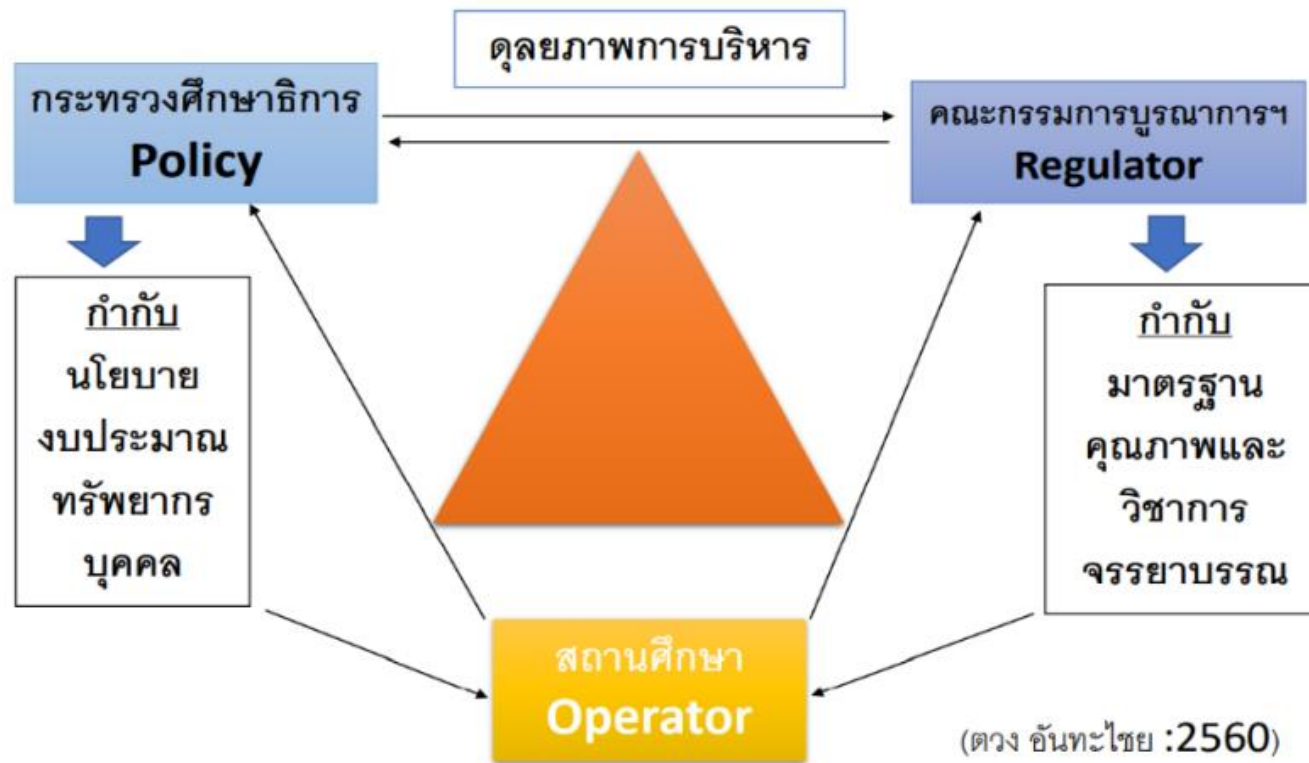 ดุลยภาพการบริหาร
กระทรวงศึกษาธิการ
Policy
คณะกรรมการบูรณาการฯ
Regulator
กำกับ
นโยบาย
งบประมาณ
ทรัพยากร
บุคคล
กำกับ
มาตรฐาน
คุณภาพและ
วิชาการ
จรรยาบรรณ
สถานศึกษา
Operator
(ตวง อันทะไชย :2560)